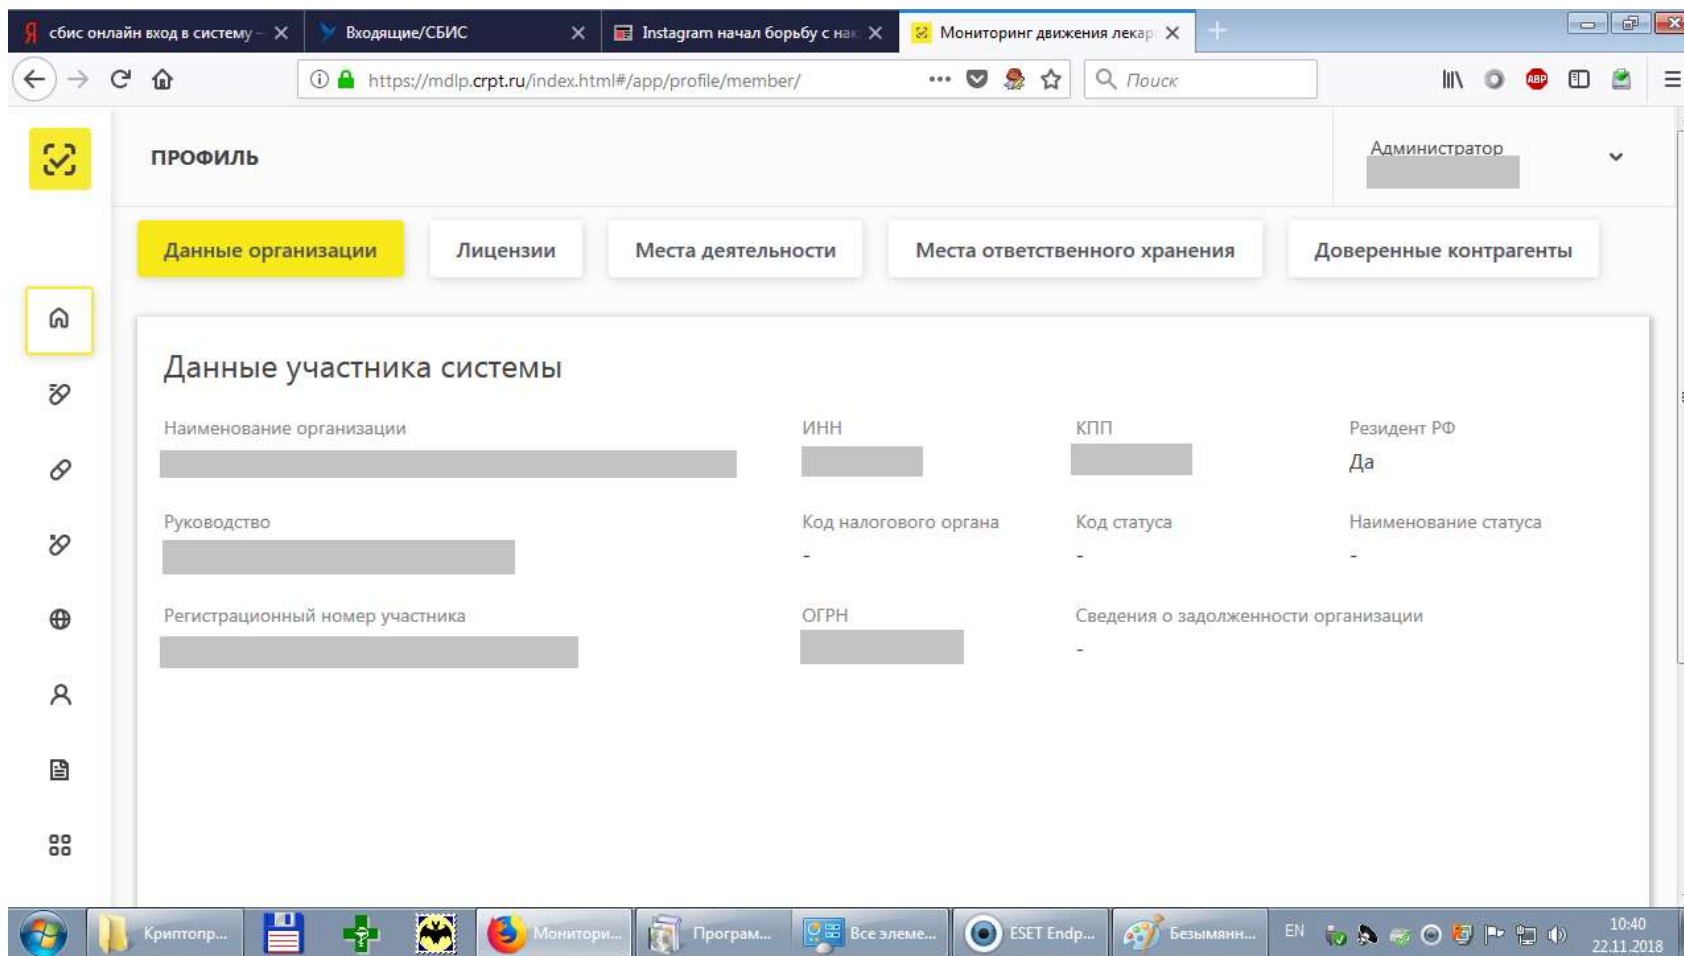 сбис онлайн вход в систему —
Входящие/СБИС
Instagram начал борьбу с нак
Мониторинг движения лекар
https://mdlp.crpt.ru/index.html#/app/profile/member/
Поиск
ABP
ПРОФИЛЬ
Администратор
Данные организации
Лицензии
Места деятельности
Места ответственного хранения
Доверенные контрагенты
Данные участника системы
Наименование организации
ИНН
КПП
Резидент РФ
Да
Руководство
Код налогового органа
Код статуса
Наименование статуса
-
-
-
Регистрационный номер участника
ОГРН
Сведения о задолженности организации
-
Криптопр...
Монитори...
Програм...
Все элеме...
ESET Endp...
Безымянн...
EN
10:40
22.11.2018